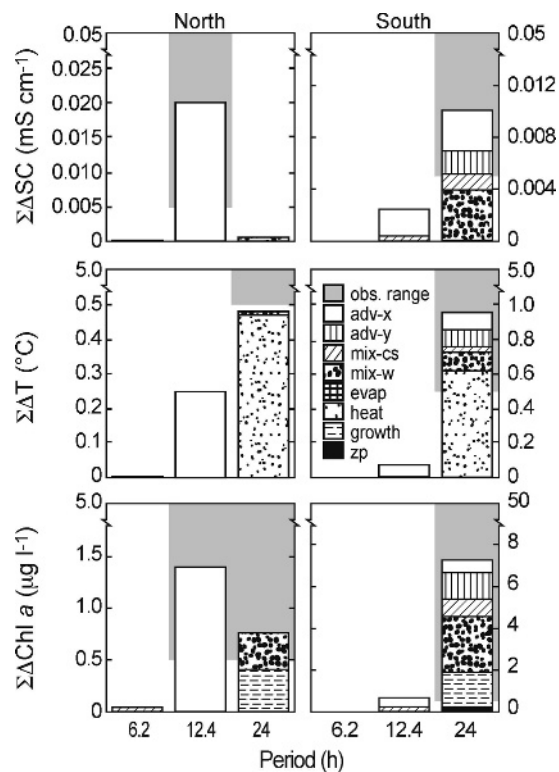 North South
ΣΔSC (mS cm⁻¹)
0.05
0.020
0.015
0.010
0.005
0
0.05
0.012
0.008
0.004
0
ΣΔT (°C)
5.0
0.5
0.4
0.3
0.2
0.1
0
obs. range
adv-x
adv-y
mix-cs
mix-w
evap
heat
growth
zp
5.0
1.0
0.8
0.6
0.4
0.2
0
ΣΔChl a (µg l⁻¹)
5.0
1.5
1.0
0.5
0
50
8
6
4
2
0
6.2 12.4 24 6.2 12.4 24
Period (h)